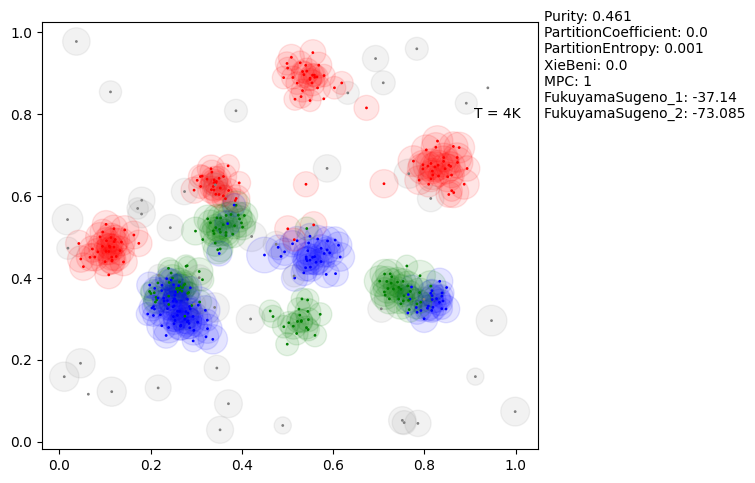 Purity: 0.461
PartitionCoefficient: 0.0
PartitionEntropy: 0.001
XieBeni: 0.0
MPC: 1
FukuyamaSugeno_1: -37.14
FukuyamaSugeno_2: -73.085
T = 4K
1.0
0.8
0.6
0.4
0.2
0.0
0.0 0.2 0.4 0.6 0.8 1.0